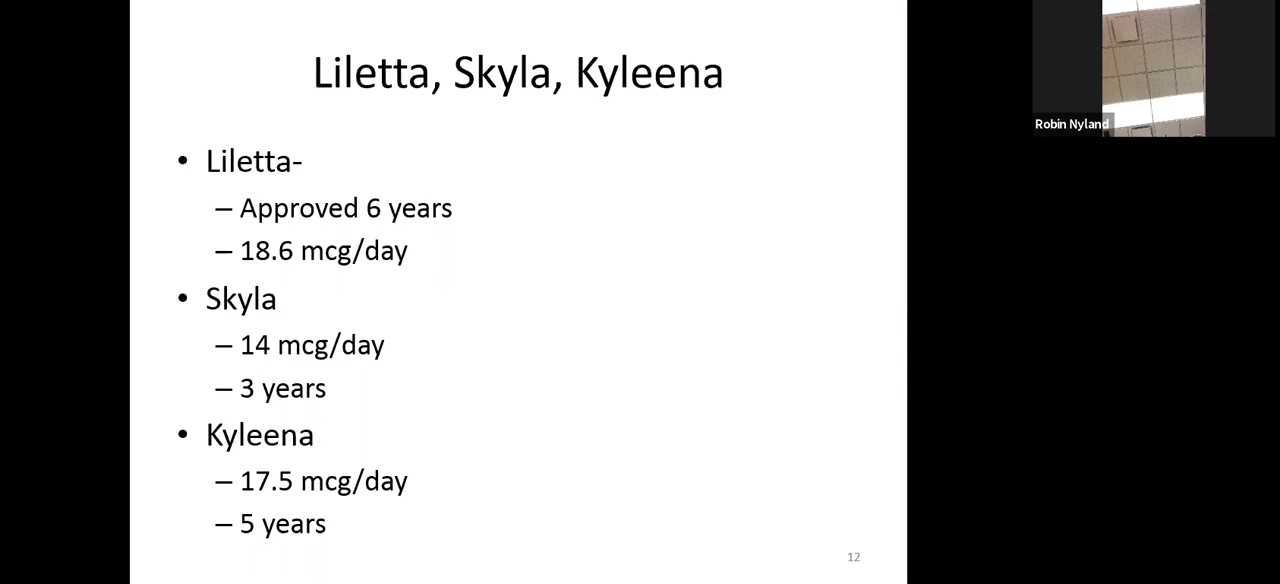 Liletta, Skyla, Kyleena
• Liletta-
– Approved 6 years
– 18.6 mcg/day
• Skyla
– 14 mcg/day
– 3 years
• Kyleena
– 17.5 mcg/day
– 5 years
12
Robin Nyland